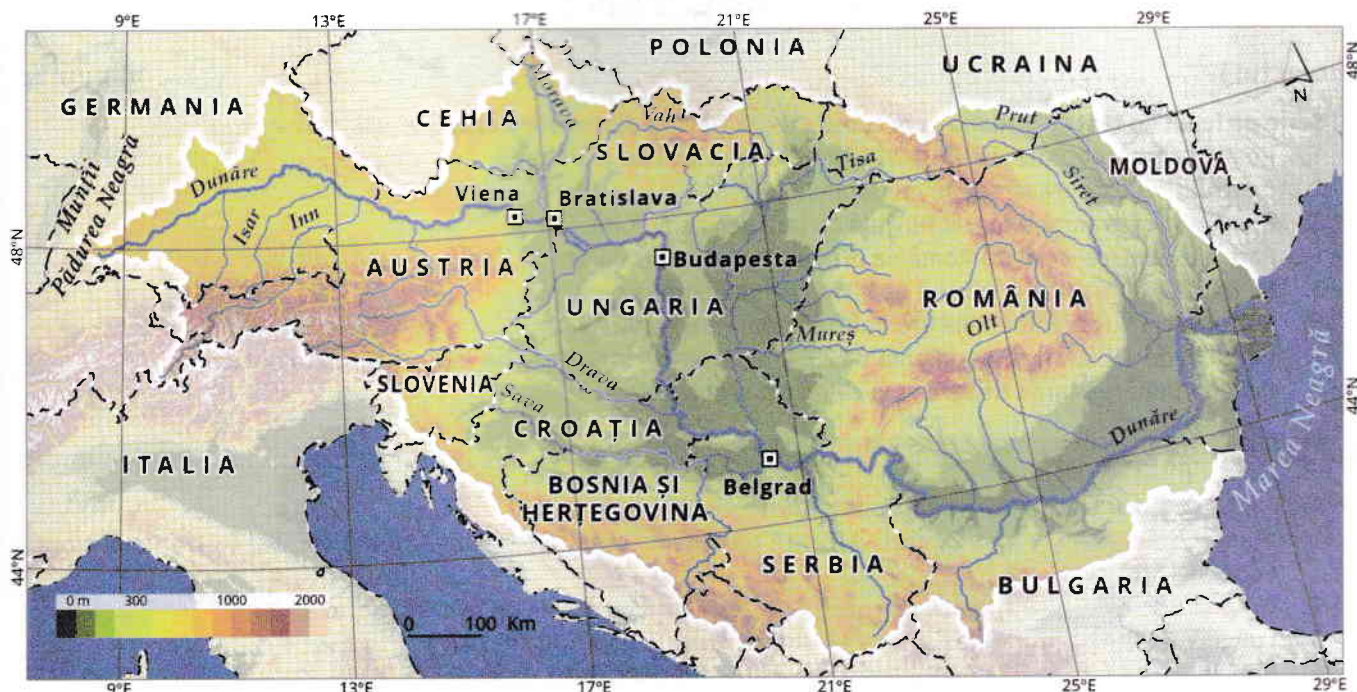 9°E 13°E 17°E 21°E 25°E 29°E
POLONIA
UCRAINA
48°N
48°N
N
GERMANIA
CEHIA
Morava
Vah
SLOVACIA
Tisa
Prut
MOLDOVA
Siret
Munții
Pădurea Neagră
Dunăre
Isar
Inn
Viena
Bratislava
Budapesta
AUSTRIA
UNGARIA
ROMÂNIA
Mureș
Olt
SLOVENIA
Drava
Sava
CROAȚIA
ITALIA
BOSNIA ȘI
HERȚEGOVINA
Belgrad
Dunăre
44°N
Marea Neagră
SERBIA
BULGARIA
44°N
0 m 300 1000 2000
0 100 Km
9°E 13°E 17°E 21°E 25°E 29°E